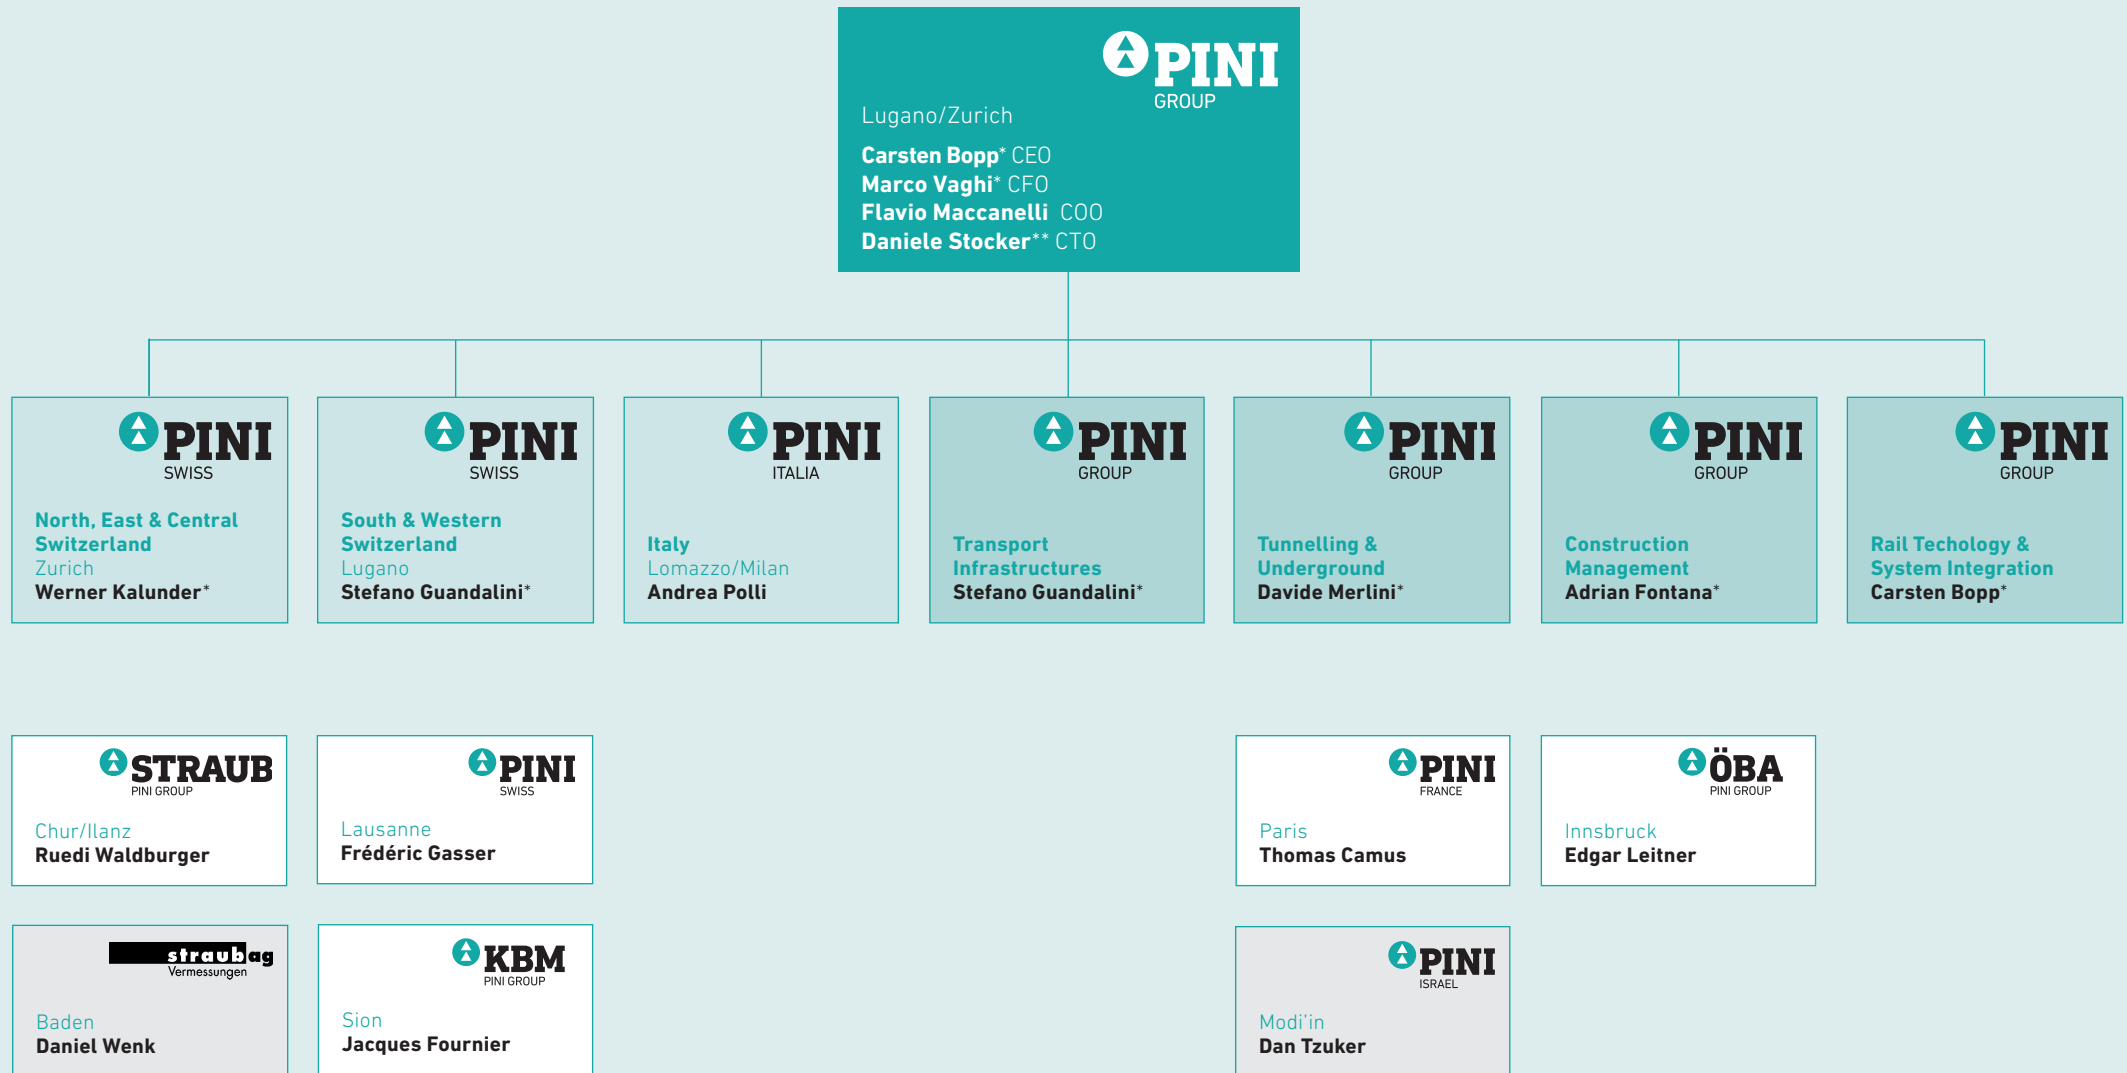 PINI
GROUP
Lugano/Zurich
Carsten Bopp* CEO
Marco Vaghi* CFO
Flavio Maccanelli COO
Daniele Stocker** CTO
PINI
SWISS
North, East & Central
Switzerland
Zurich
Werner Kalunder*
PINI
SWISS
South & Western
Switzerland
Lugano
Stefano Guandalini*
PINI
ITALIA
Italy
Lomazzo/Milan
Andrea Polli
PINI
GROUP
Transport
Infrastructures
Stefano Guandalini*
PINI
GROUP
Tunnelling &
Underground
Davide Merlini*
PINI
GROUP
Construction
Management
Adrian Fontana*
PINI
GROUP
Rail Techology &
System Integration
Carsten Bopp*
STRAUB
PINI GROUP
Chur/Ilanz
Ruedi Waldburger
PINI
SWISS
Lausanne
Frédéric Gasser
PINI
FRANCE
Paris
Thomas Camus
ÖBA
PINI GROUP
Innsbruck
Edgar Leitner
straubag
Vermessungen
Baden
Daniel Wenk
KBM
PINI GROUP
Sion
Jacques Fournier
PINI
ISRAEL
Modi'in
Dan Tzuker